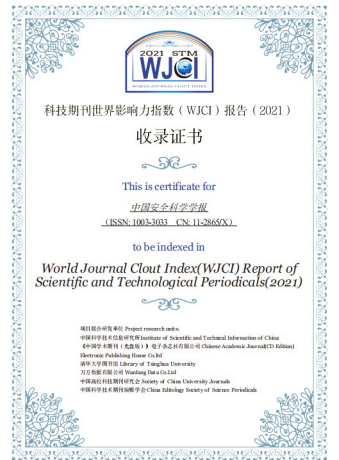 2021 STM
WJCI
WORLD JOURNAL CLOUT INDEX
科技期刊世界影响力指数（WJCI）报告（2021）
收录证书
This is certificate for
中国安全科学学报
（ISSN: 1003-3033 CN: 11-2865/X）
to be indexed in
World Journal Clout Index(WJCI) Report of
Scientific and Technological Periodicals(2021)
项目联合研发单位 Project research units:
中国科学技术信息研究所 Institute of Scientific and Technical Information of China
《中国学术期刊（光盘版）》电子杂志社有限公司 Chinese Academic Journal(CD Edition)
Electronic Publishing House Co.ltd
清华大学图书馆 Library of Tsinghua University
万方数据有限公司 Wanfang Data Co.Ltd
中国高校科技期刊研究会 Society of China University Journals
中国科学技术期刊编辑学会 China Editology Society of Science Periodicals